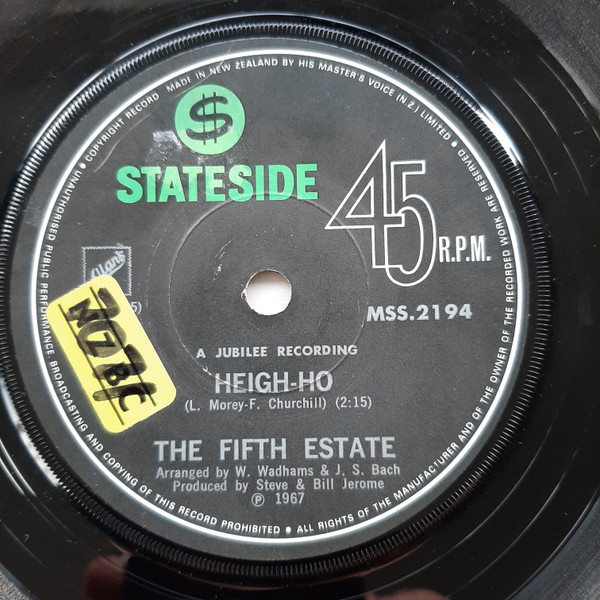 ● COPYRIGHT RECORD MADE IN NEW ZEALAND BY HIS MASTER'S VOICE (N.Z.) LIMITED ●
$
STATESIDE
45 R.P.M.
MSS.2194
5)
NZBC
A JUBILEE RECORDING
HEIGH-HO
(L. Morey-F. Churchill) (2:15)
THE FIFTH ESTATE
Arranged by W. Wadhams & J. S. Bach
Produced by Steve & Bill Jerome
Ⓟ 1967
UNAUTHORISED PUBLIC PERFORMANCE, BROADCASTING AND COPYING OF THIS RECORD PROHIBITED ● ALL RIGHTS OF THE MANUFACTURER AND OF THE OWNER OF THE RECORDED WORK ARE RESERVED